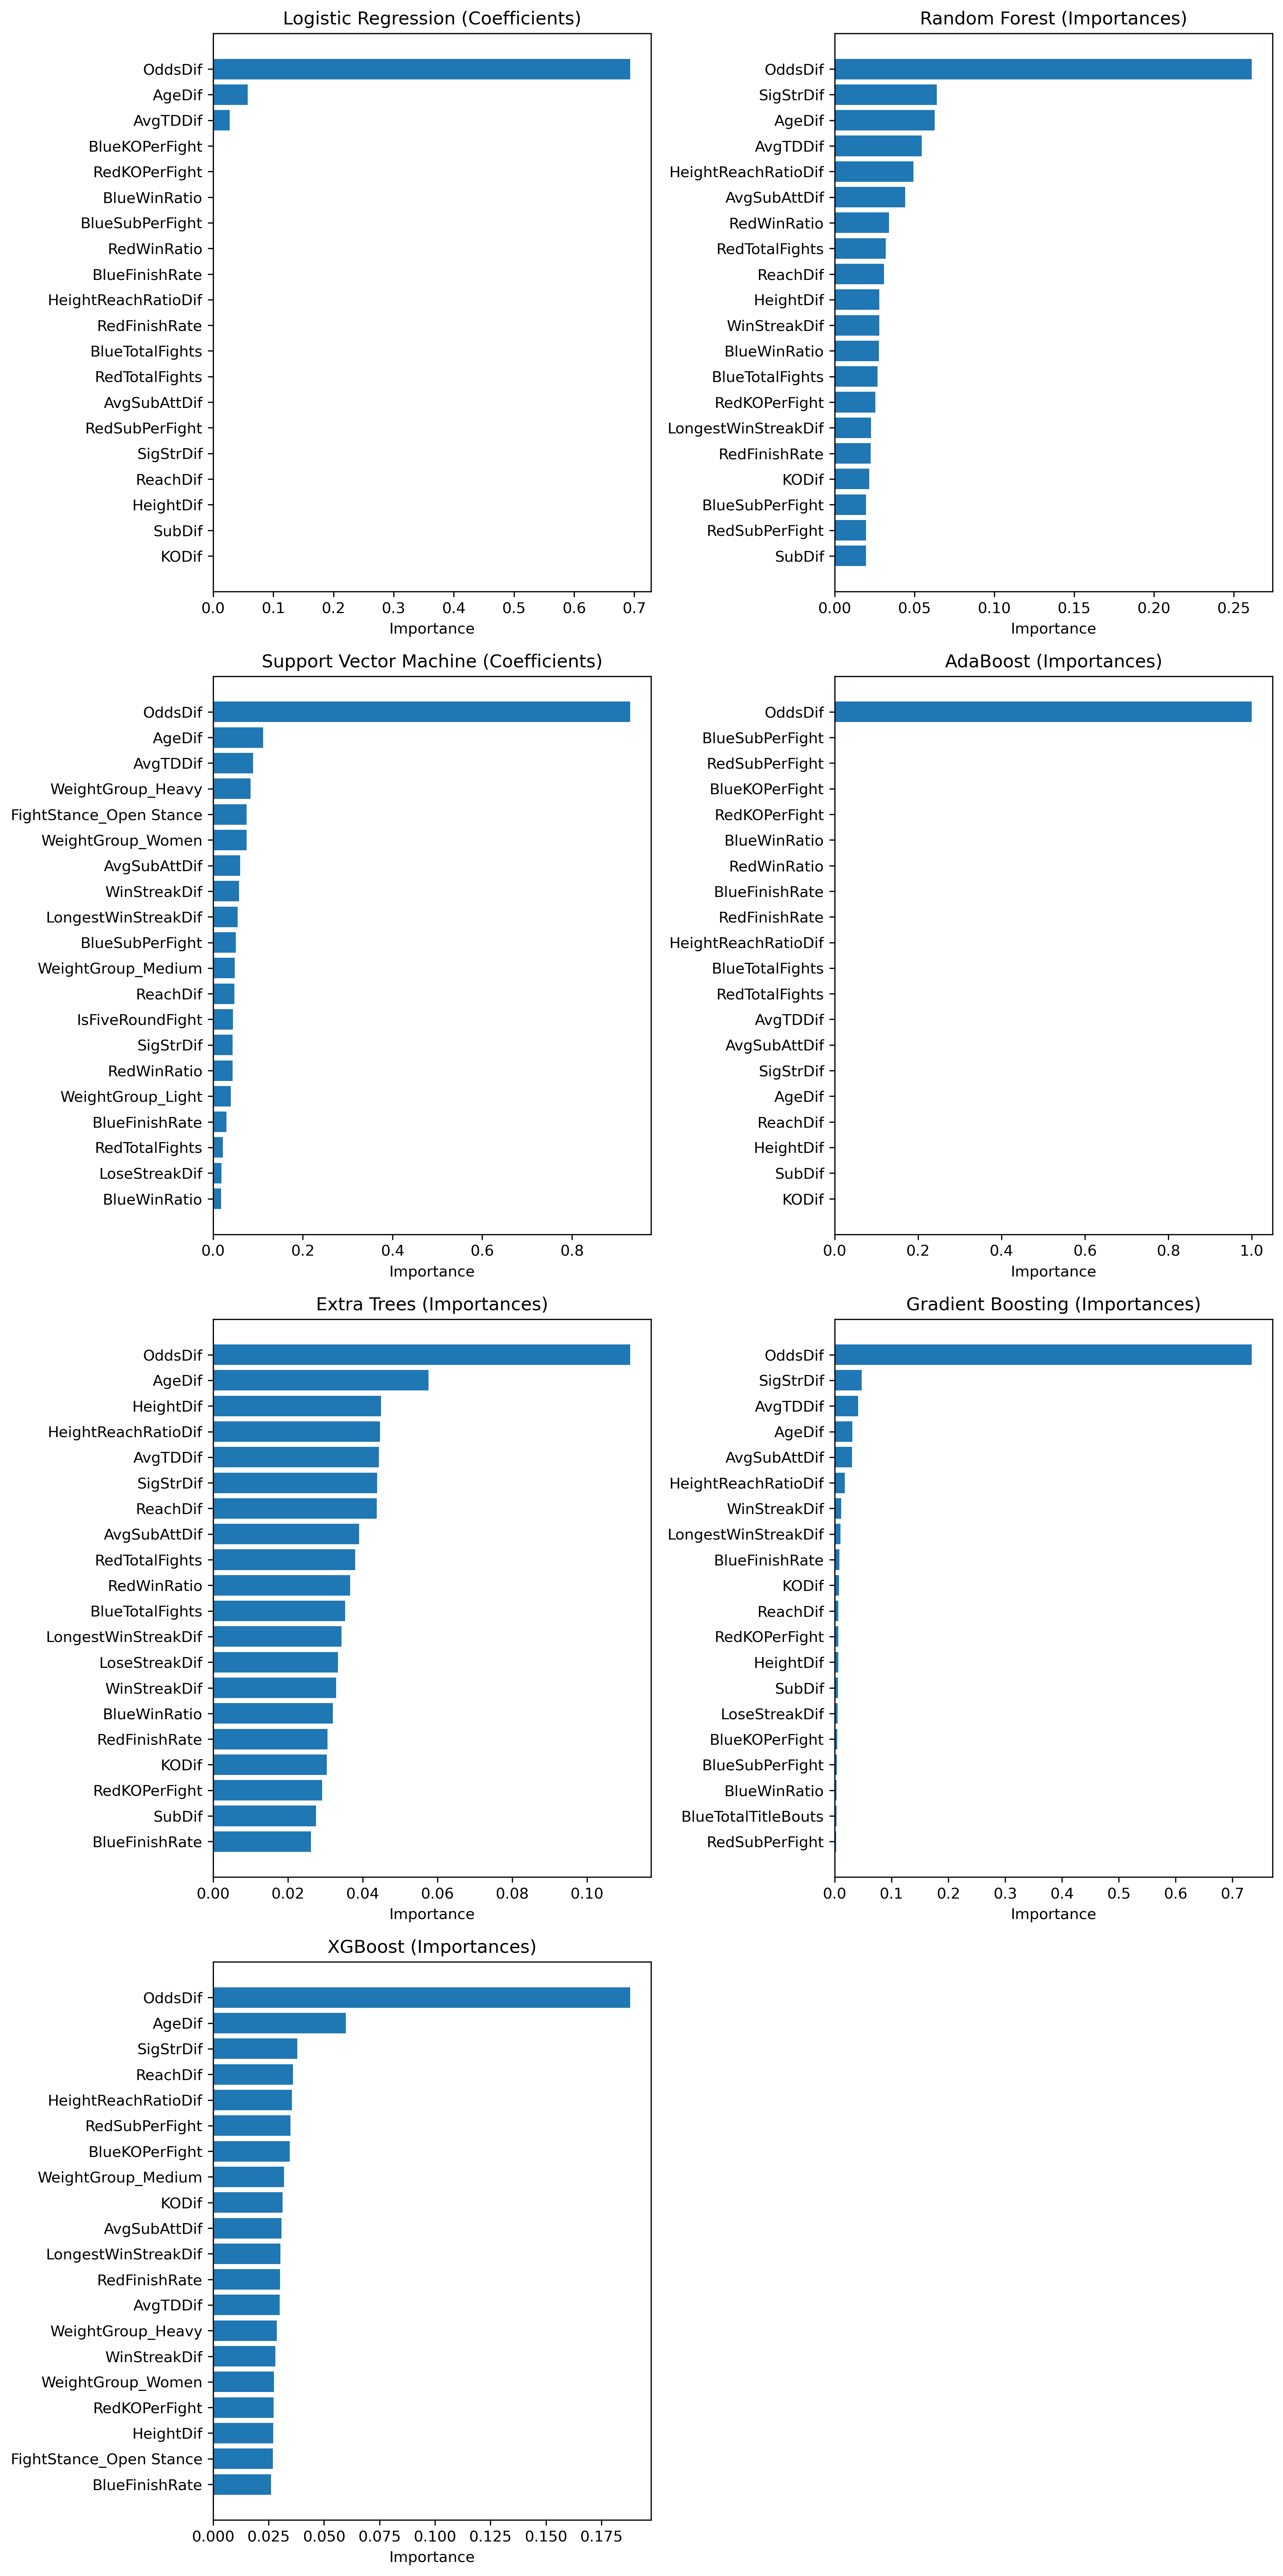 Logistic Regression (Coefficients)
OddsDif
AgeDif
AvgTDDif
BlueKOPerFight
RedKOPerFight
BlueWinRatio
BlueSubPerFight
RedWinRatio
BlueFinishRate
HeightReachRatioDif
RedFinishRate
BlueTotalFights
RedTotalFights
AvgSubAttDif
RedSubPerFight
SigStrDif
ReachDif
HeightDif
SubDif
KODif
0.0 0.1 0.2 0.3 0.4 0.5 0.6 0.7
Importance
Random Forest (Importances)
OddsDif
SigStrDif
AgeDif
AvgTDDif
HeightReachRatioDif
AvgSubAttDif
RedWinRatio
RedTotalFights
ReachDif
HeightDif
WinStreakDif
BlueWinRatio
BlueTotalFights
RedKOPerFight
LongestWinStreakDif
RedFinishRate
KODif
BlueSubPerFight
RedSubPerFight
SubDif
0.00 0.05 0.10 0.15 0.20 0.25
Importance
Support Vector Machine (Coefficients)
OddsDif
AgeDif
AvgTDDif
WeightGroup_Heavy
FightStance_Open Stance
WeightGroup_Women
AvgSubAttDif
WinStreakDif
LongestWinStreakDif
BlueSubPerFight
WeightGroup_Medium
ReachDif
IsFiveRoundFight
SigStrDif
RedWinRatio
WeightGroup_Light
BlueFinishRate
RedTotalFights
LoseStreakDif
BlueWinRatio
0.0 0.2 0.4 0.6 0.8
Importance
AdaBoost (Importances)
OddsDif
BlueSubPerFight
RedSubPerFight
BlueKOPerFight
RedKOPerFight
BlueWinRatio
RedWinRatio
BlueFinishRate
RedFinishRate
HeightReachRatioDif
BlueTotalFights
RedTotalFights
AvgTDDif
AvgSubAttDif
SigStrDif
AgeDif
ReachDif
HeightDif
SubDif
KODif
0.0 0.2 0.4 0.6 0.8 1.0
Importance
Extra Trees (Importances)
OddsDif
AgeDif
HeightDif
HeightReachRatioDif
AvgTDDif
SigStrDif
ReachDif
AvgSubAttDif
RedTotalFights
RedWinRatio
BlueTotalFights
LongestWinStreakDif
LoseStreakDif
WinStreakDif
BlueWinRatio
RedFinishRate
KODif
RedKOPerFight
SubDif
BlueFinishRate
0.00 0.02 0.04 0.06 0.08 0.10
Importance
Gradient Boosting (Importances)
OddsDif
SigStrDif
AvgTDDif
AgeDif
AvgSubAttDif
HeightReachRatioDif
WinStreakDif
LongestWinStreakDif
BlueFinishRate
KODif
ReachDif
RedKOPerFight
HeightDif
SubDif
LoseStreakDif
BlueKOPerFight
BlueSubPerFight
BlueWinRatio
BlueTotalTitleBouts
RedSubPerFight
0.0 0.1 0.2 0.3 0.4 0.5 0.6 0.7
Importance
XGBoost (Importances)
OddsDif
AgeDif
SigStrDif
ReachDif
HeightReachRatioDif
RedSubPerFight
BlueKOPerFight
WeightGroup_Medium
KODif
AvgSubAttDif
LongestWinStreakDif
RedFinishRate
AvgTDDif
WeightGroup_Heavy
WinStreakDif
WeightGroup_Women
RedKOPerFight
HeightDif
FightStance_Open Stance
BlueFinishRate
0.000 0.025 0.050 0.075 0.100 0.125 0.150 0.175
Importance